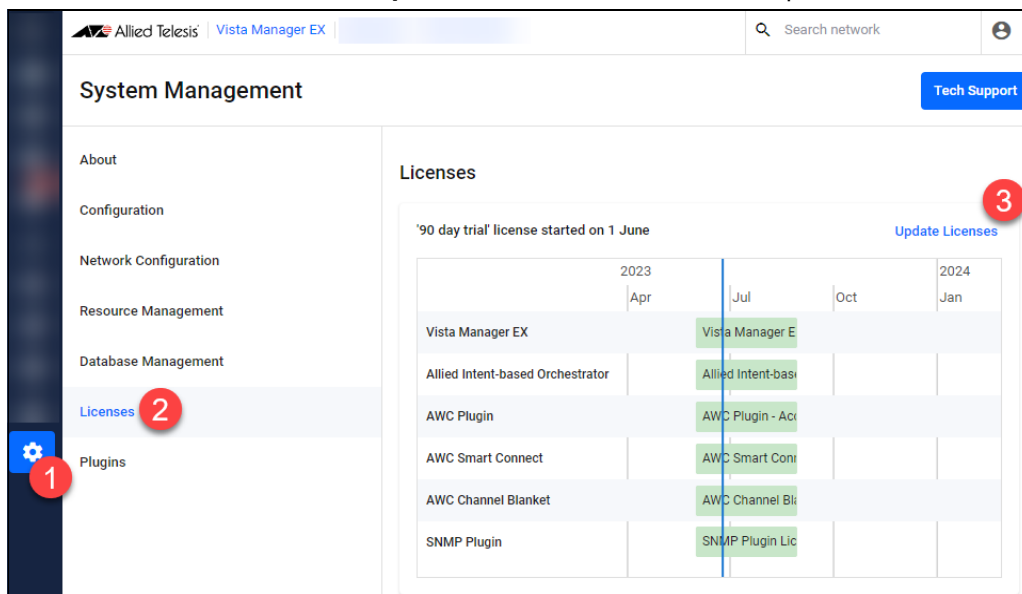 Allied Telesis Vista Manager EX Search network
System Management Tech Support
About
Licenses
Configuration
3
'90 day trial' license started on 1 June Update Licenses
Network Configuration
2023 2024
Apr Jul Oct Jan
Resource Management
Vista Manager EX Vista Manager E
Database Management
Allied Intent-based Orchestrator Allied Intent-base
Licenses 2
AWC Plugin AWC Plugin - Acc
Plugins
1
AWC Smart Connect AWC Smart Conn
AWC Channel Blanket AWC Channel Bla
SNMP Plugin SNMP Plugin Lic